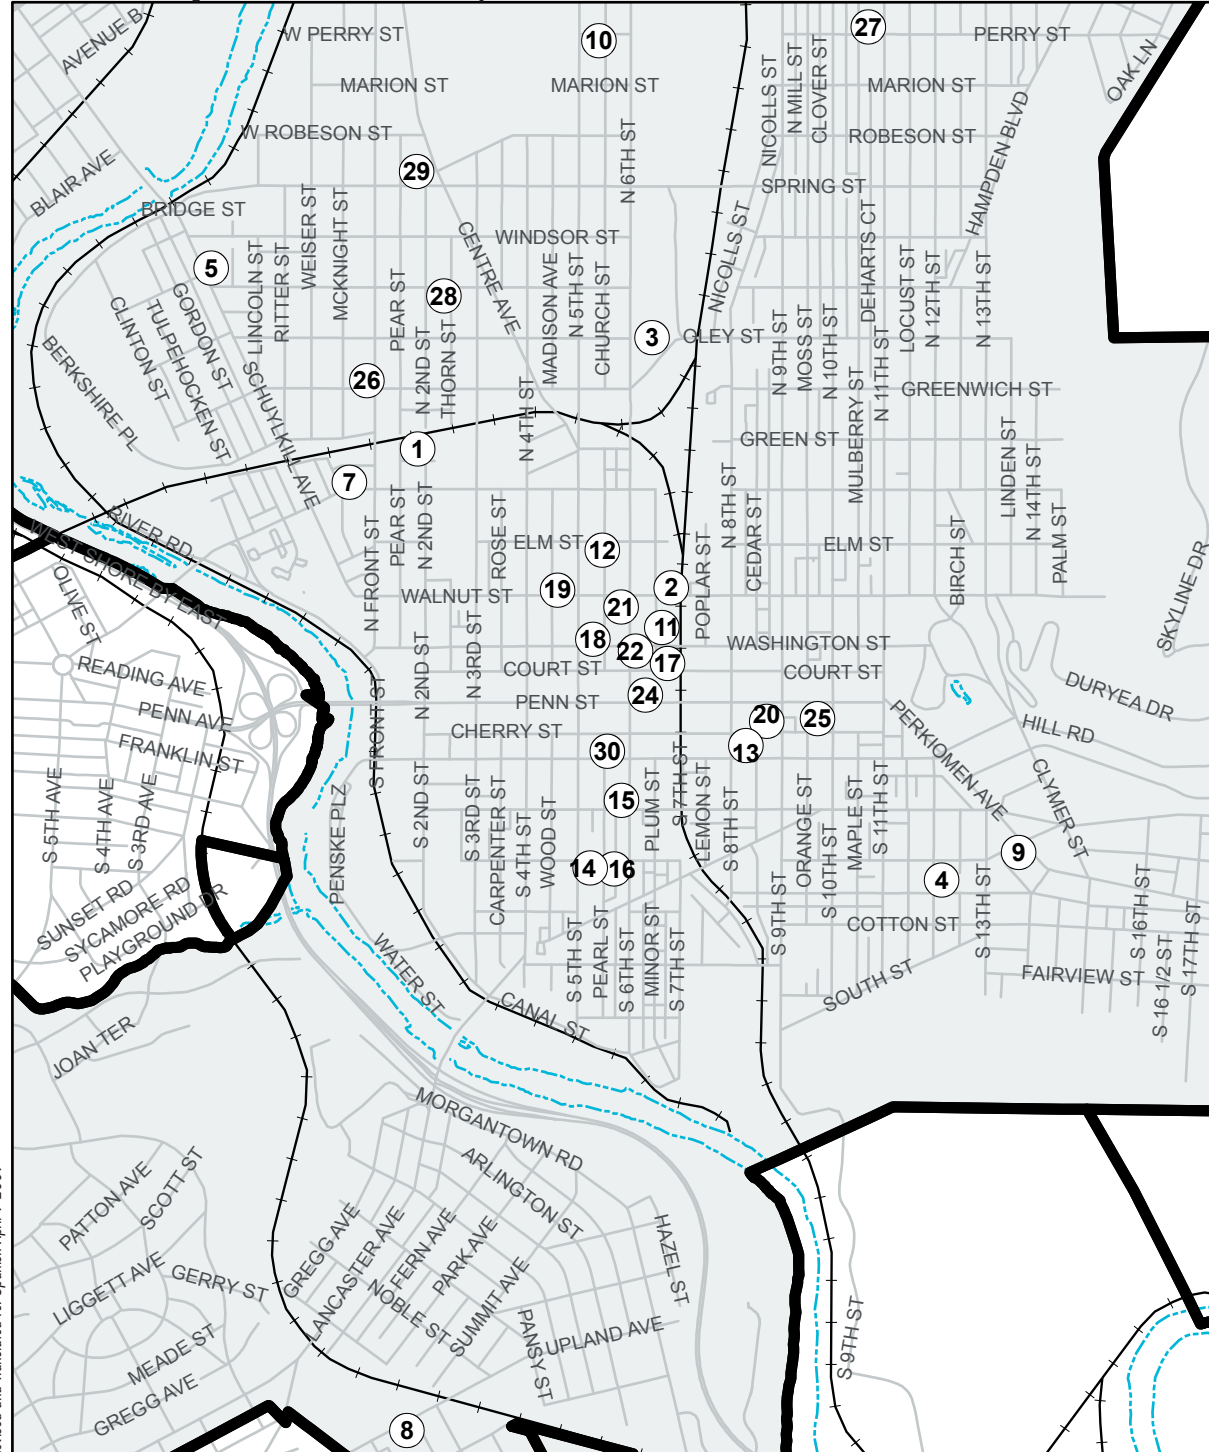 AVENUE B
W PERRY ST
10
27
PERRY ST
OAK LN
MARION ST
MARION ST
NICOLLS ST
N MILL ST
CLOVER ST
MARION ST
W ROBESON ST
N 6TH ST
ROBESON ST
HAMPDEN BLVD
BLAIR AVE
29
SPRING ST
BRIDGE ST
WEISER ST
MCKNIGHT ST
CENTRE AVE
WINDSOR ST
NICOLLS ST
DEHARTS CT
5
LINCOLN ST
RITTER ST
PEAR ST
28
MADISON AVE
N 5TH ST
CHURCH ST
LOCUST ST
N 12TH ST
N 13TH ST
CLINTON ST
TULPEHOCKEN ST
GORDON ST
SCHUYLKILL AVE
BERKSHIRE PL
N 2ND ST
THORN ST
3
OLEY ST
N 9TH ST
MOSS ST
N 10TH ST
N 11TH ST
26
N 4TH ST
MULBERRY ST
GREENWICH ST
1
GREEN ST
7
LINDEN ST
N 14TH ST
PALM ST
RIVER RD
N FRONT ST
PEAR ST
N 2ND ST
ROSE ST
ELM ST
12
N 8TH ST
CEDAR ST
ELM ST
BIRCH ST
SKYLINE DR
WEST SHORE BY EAST
OLIVE ST
WALNUT ST
19
2
POPLAR ST
21
11
18
22
17
WASHINGTON ST
READING AVE
N 2ND ST
N 3RD ST
COURT ST
COURT ST
DURYEA DR
PENN AVE
S FRONT ST
PENN ST
24
20
25
PERKIOMEN AVE
HILL RD
FRANKLIN ST
CHERRY ST
30
13
S 5TH AVE
S 4TH AVE
S 3RD AVE
PENSKE PLZ
S 2ND ST
S 3RD ST
CARPENTER ST
S 4TH ST
WOOD ST
15
PLUM ST
S 7TH ST
LEMON ST
S 8TH ST
ORANGE ST
S 10TH ST
MAPLE ST
S 11TH ST
CLYMER ST
14
16
9
4
SUNSET RD
SYCAMORE RD
PLAYGROUND DR
WATER ST
S 5TH ST
PEARL ST
S 6TH ST
MINOR ST
S 7TH ST
S 9TH ST
COTTON ST
S 13TH ST
S 16TH ST
S 16 1/2 ST
S 17TH ST
FAIRVIEW ST
SOUTH ST
CANAL ST
JOAN TER
MORGANTOWN RD
ARLINGTON ST
PATTON AVE
SCOTT ST
LIGGETT AVE
GERRY ST
GREGG AVE
LANCASTER AVE
FERN AVE
PARK AVE
NOBLE ST
SUMMIT AVE
HAZEL ST
MEADE ST
GREGG AVE
PANSY ST
UPLAND AVE
S 9TH ST
8